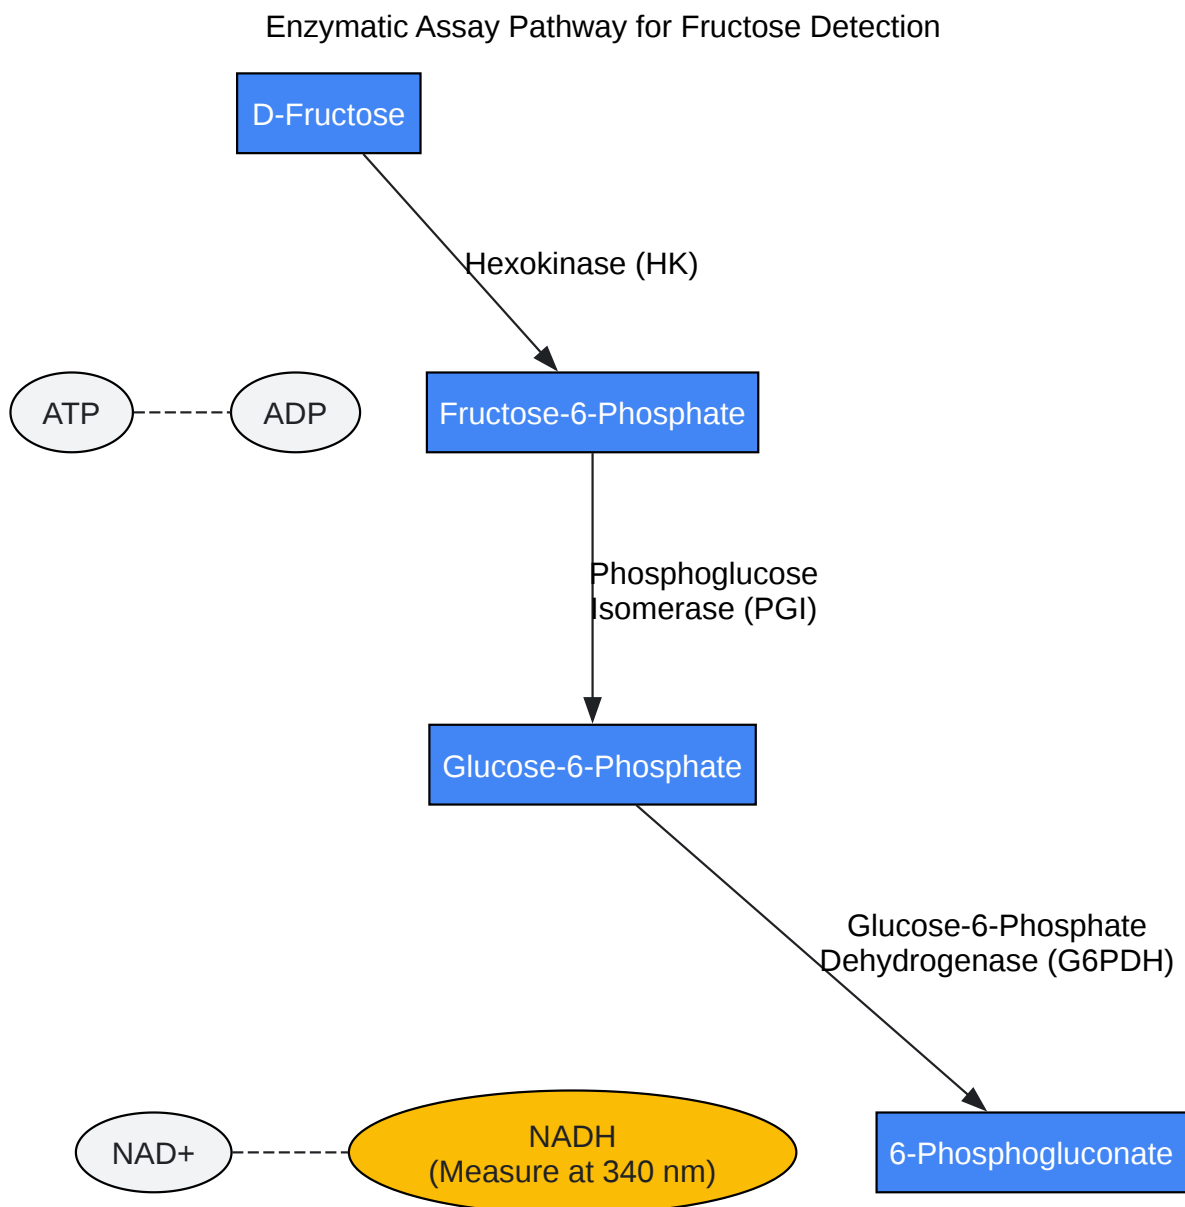 Enzymatic Assay Pathway for Fructose Detection
D-Fructose
Hexokinase (HK)
ATP
ADP
Fructose-6-Phosphate
Phosphoglucose
Isomerase (PGI)
Glucose-6-Phosphate
Glucose-6-Phosphate
Dehydrogenase (G6PDH)
NAD+
NADH
(Measure at 340 nm)
6-Phosphogluconate